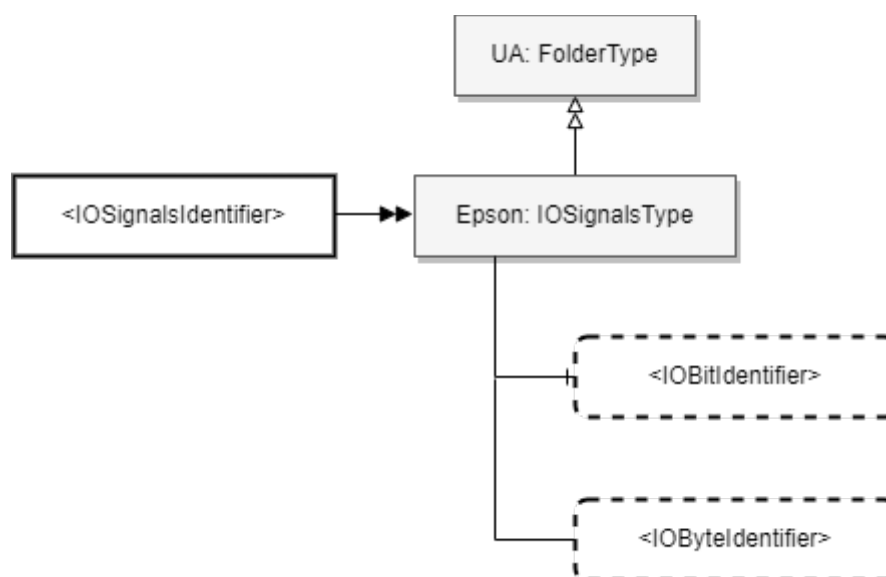 UA: FolderType
<IOSignalsIdentifier>
Epson: IOSignalsType
<IOBitIdentifier>
<IOByteIdentifier>